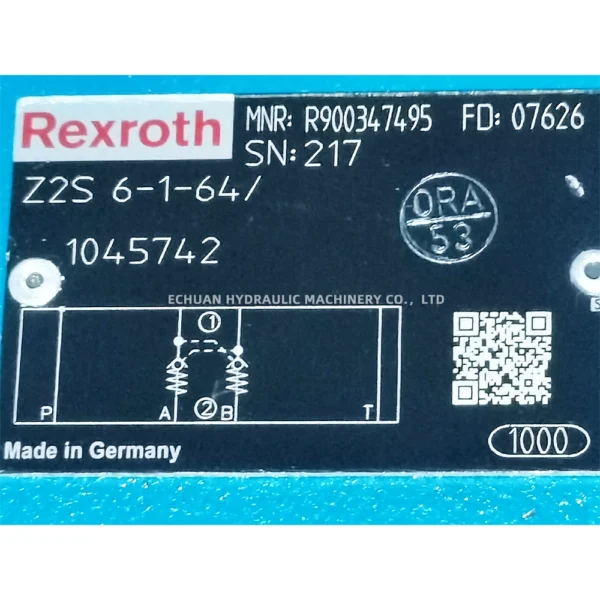 Rexroth
MNR: R900347495 FD: 07626
SN: 217
Z2S 6-1-64/
ORA
53
1045742
ECHUAN HYDRAULIC MACHINERY CO., LTD
①
P A ② B T
Made in Germany
1000